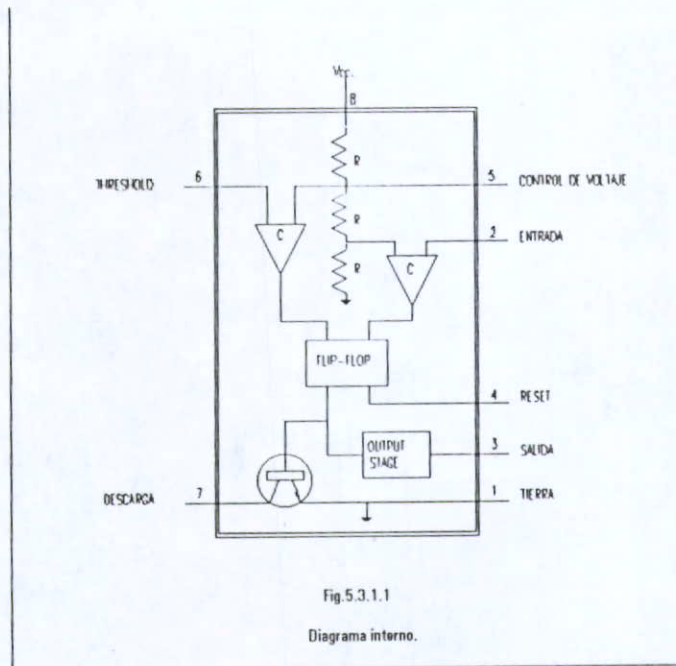 Vcc.
8
R
6
THRESHOLD
5
CONTROL DE VOLTAJE
R
2
ENTRADA
C
C
R
FLIP-FLOP
4
RESET
OUTPUT
STAGE
3
SALIDA
DESCARGA
7
1
TIERRA
Fig.5.3.1.1
Diagrama interno.